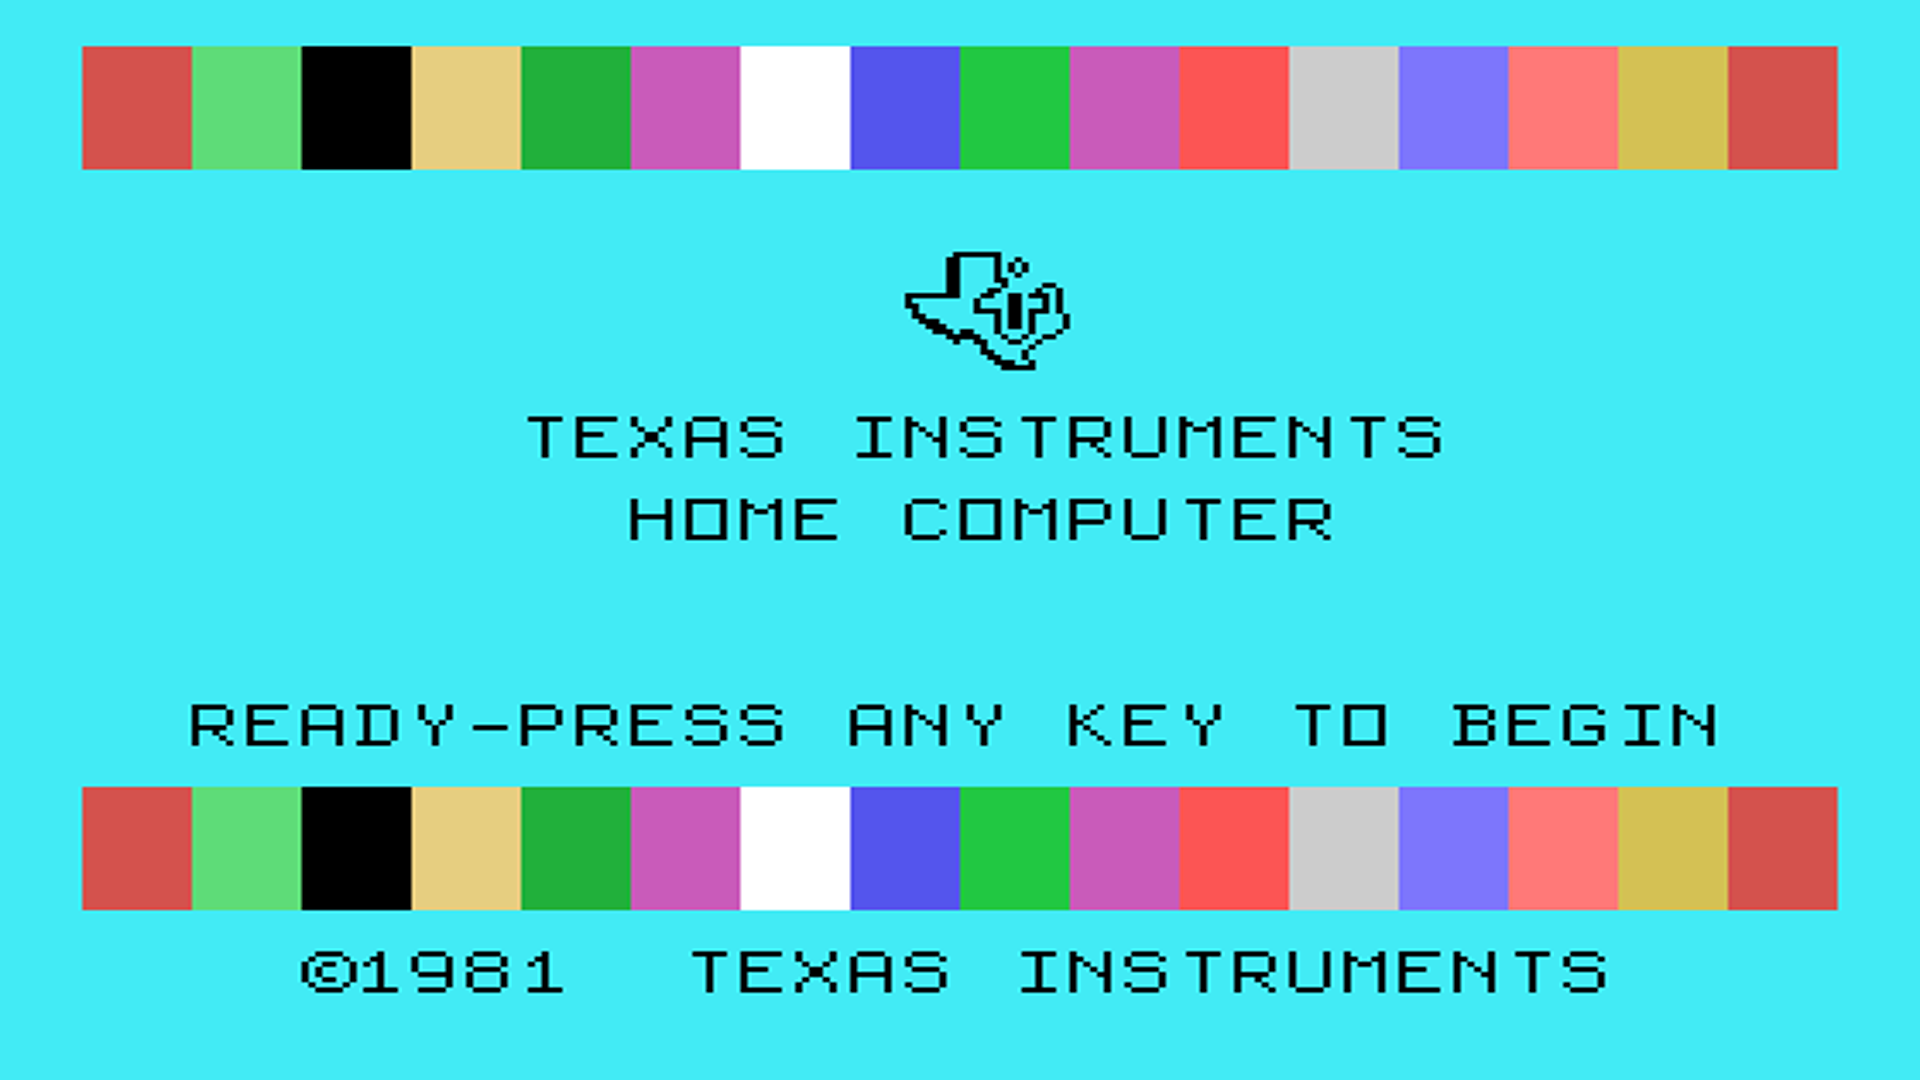 TEXAS INSTRUMENTS
HOME COMPUTER
READY-PRESS ANY KEY TO BEGIN
©1981 TEXAS INSTRUMENTS